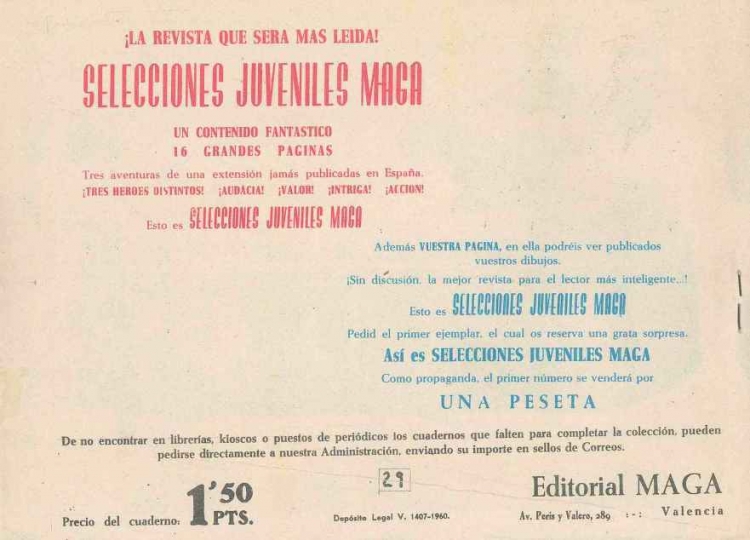 ¡LA REVISTA QUE SERA MAS LEIDA!
SELECCIONES JUVENILES MAGA
UN CONTENIDO FANTASTICO
16 GRANDES PAGINAS
Tres aventuras de una extensión jamás publicadas en España.
¡TRES HEROES DISTINTOS! ¡AUDACIA! ¡VALOR! ¡INTRIGA! ¡ACCION!
Esto es SELECCIONES JUVENILES MAGA
Además VUESTRA PAGINA, en ella podréis ver publicados
vuestros dibujos.
¡Sin discusión, la mejor revista para el lector más inteligente...!
Esto es SELECCIONES JUVENILES MAGA
Pedid el primer ejemplar, el cual os reserva una grata sorpresa.
Así es SELECCIONES JUVENILES MAGA
Como propaganda, el primer número se venderá por
UNA PESETA
De no encontrar en librerías, kioscos o puestos de periódicos los cuadernos que falten para completar la colección, pueden
pedirse directamente a nuestra Administración, enviando su importe en sellos de Correos.
Precio del cuaderno: 1'50 PTS.
29
Depósito Legal V. 1407-1960.
Editorial MAGA
Av. Peris y Valero, 289 :-: Valencia